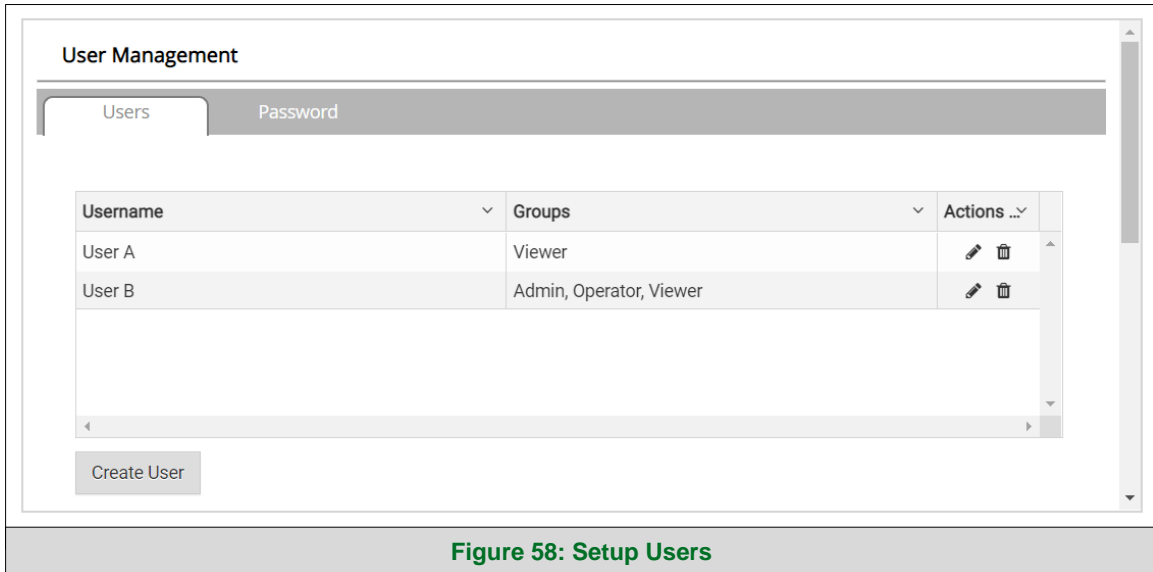 User Management
Users Password
Username Groups Actions ...
User A Viewer
User B Admin, Operator, Viewer
Create User
Figure 58: Setup Users